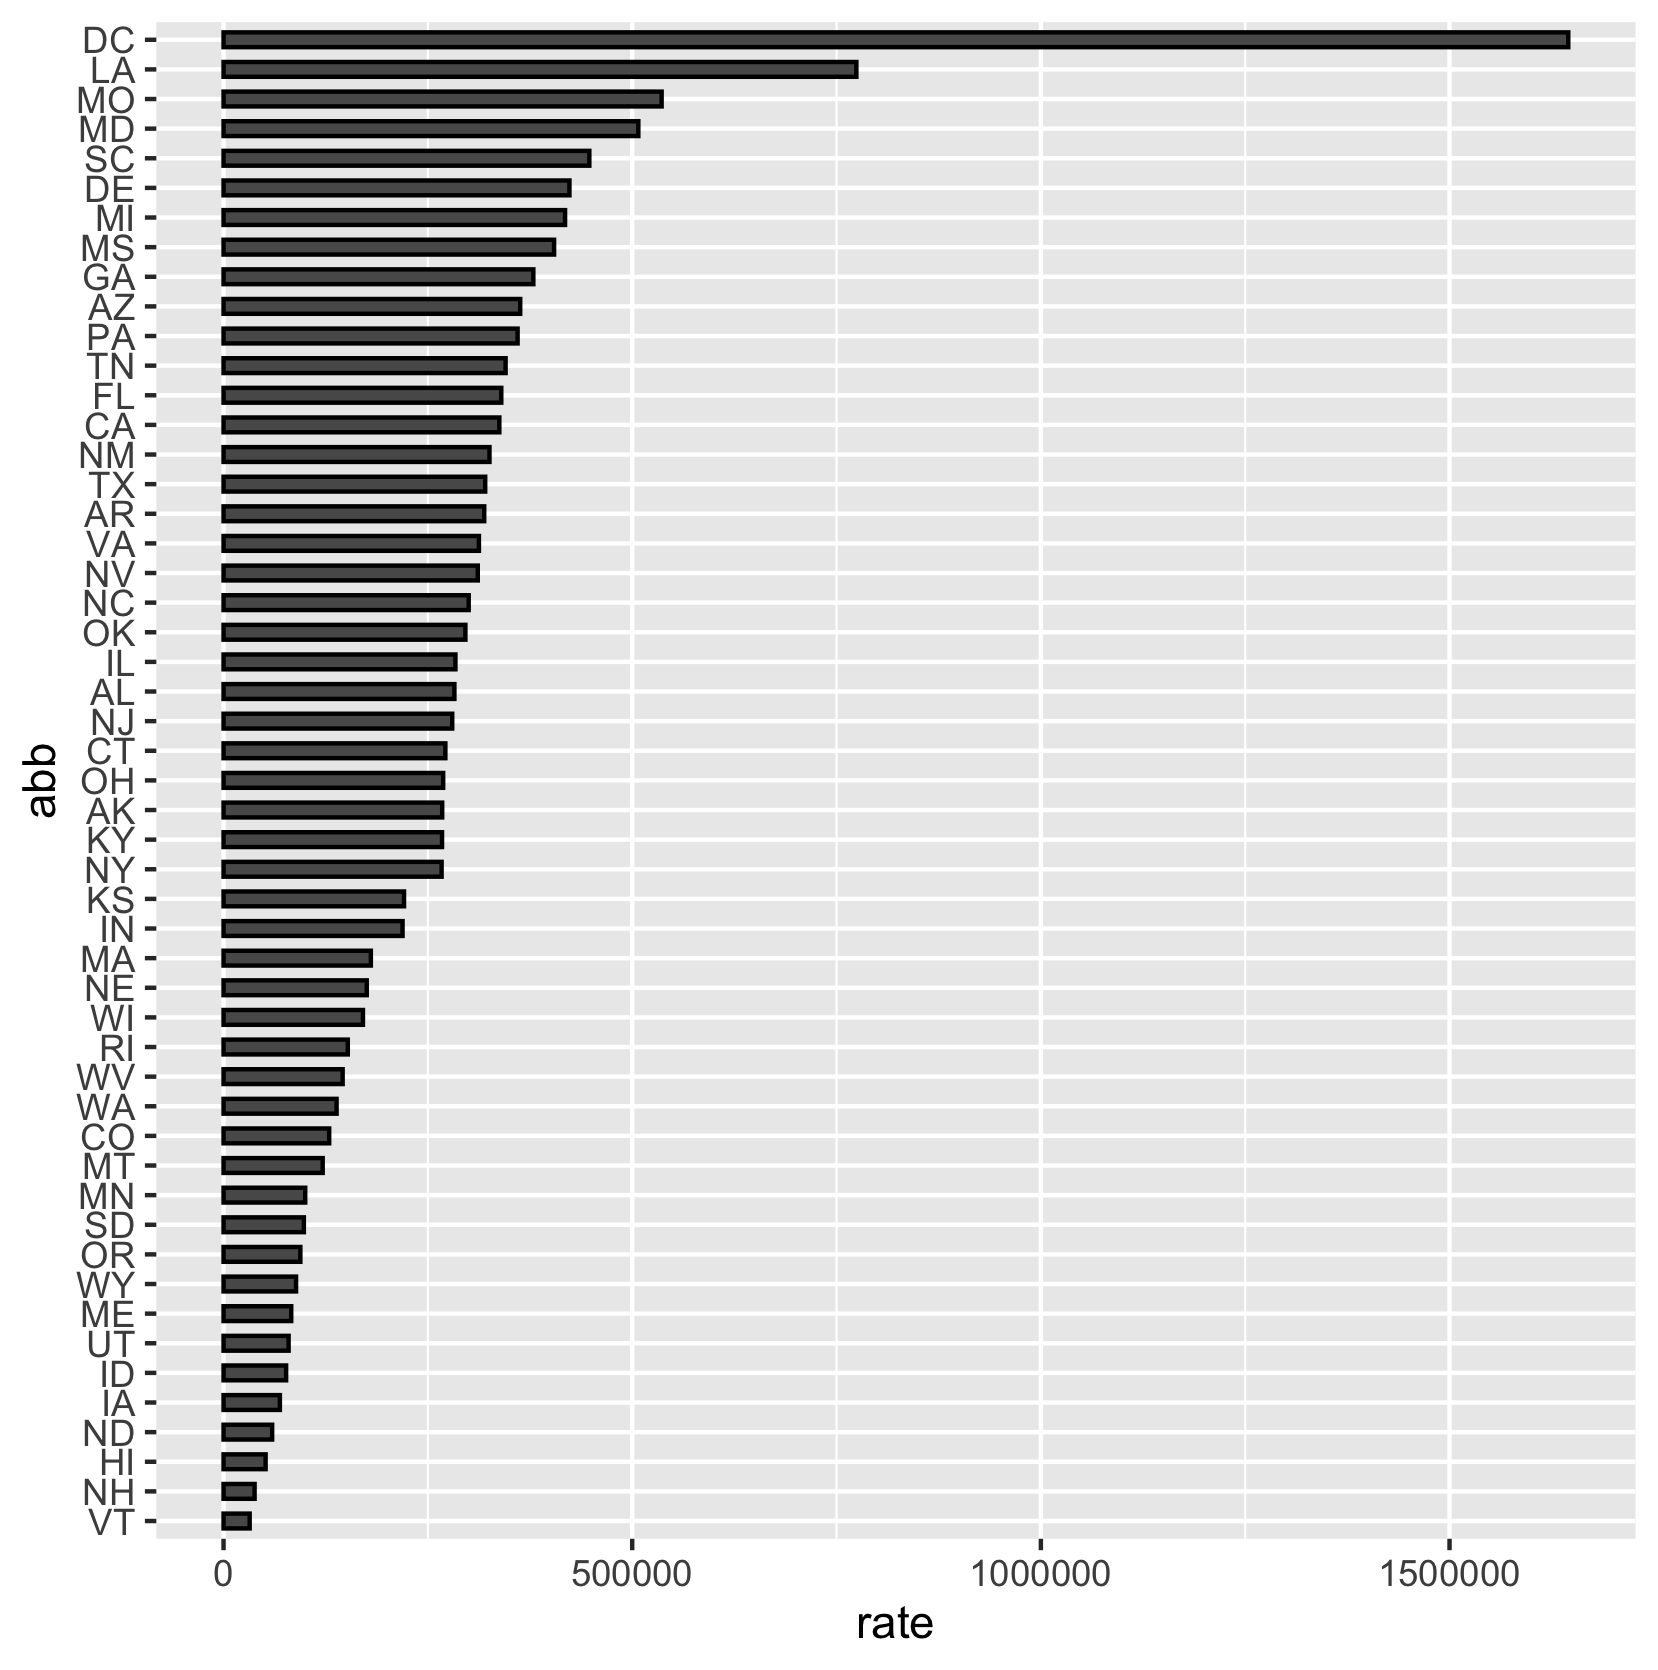 DC
LA
MO
MD
SC
DE
MI
MS
GA
AZ
PA
TN
FL
CA
NM
TX
AR
VA
NV
NC
OK
IL
AL
NJ
CT
OH
AK
KY
NY
KS
IN
MA
NE
WI
RI
WV
WA
CO
MT
MN
SD
OR
WY
ME
UT
ID
IA
ND
HI
NH
VT
abb
0 500000 1000000 1500000
rate